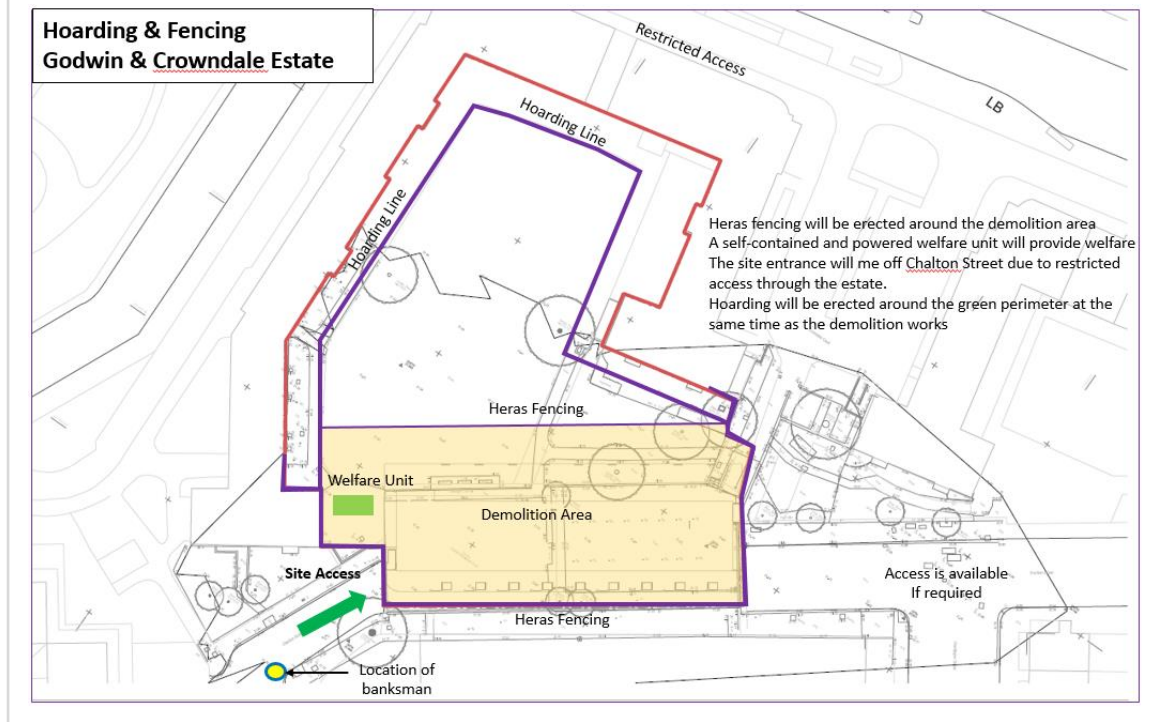 Hoarding & Fencing
Godwin & Crowndale Estate
Restricted Access
LB
Hoarding Line
Hoarding Line
Heras fencing will be erected around the demolition area
A self-contained and powered welfare unit will provide welfare
The site entrance will me off Chalton Street due to restricted
access through the estate.
Hoarding will be erected around the green perimeter at the
same time as the demolition works
Heras Fencing
Welfare Unit
Demolition Area
Site Access
Access is available
If required
Heras Fencing
Location of
banksman